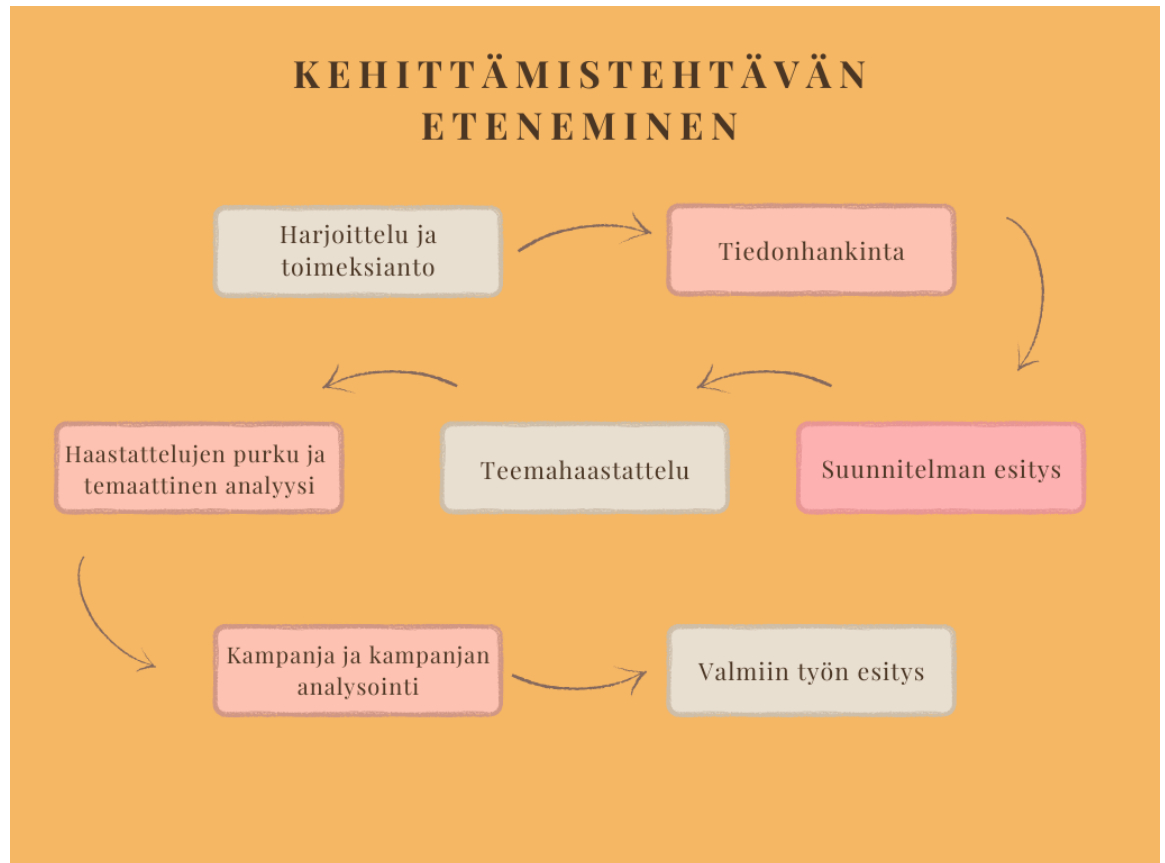 KEHITTÄMISTEHTÄVÄN
ETENEMINEN
Harjoittelu ja
toimeksianto
Tiedonhankinta
Suunnitelman esitys
Teemahaastattelu
Haastattelujen purku ja
temaattinen analyysi
Kampanja ja kampanjan
analysointi
Valmiin työn esitys